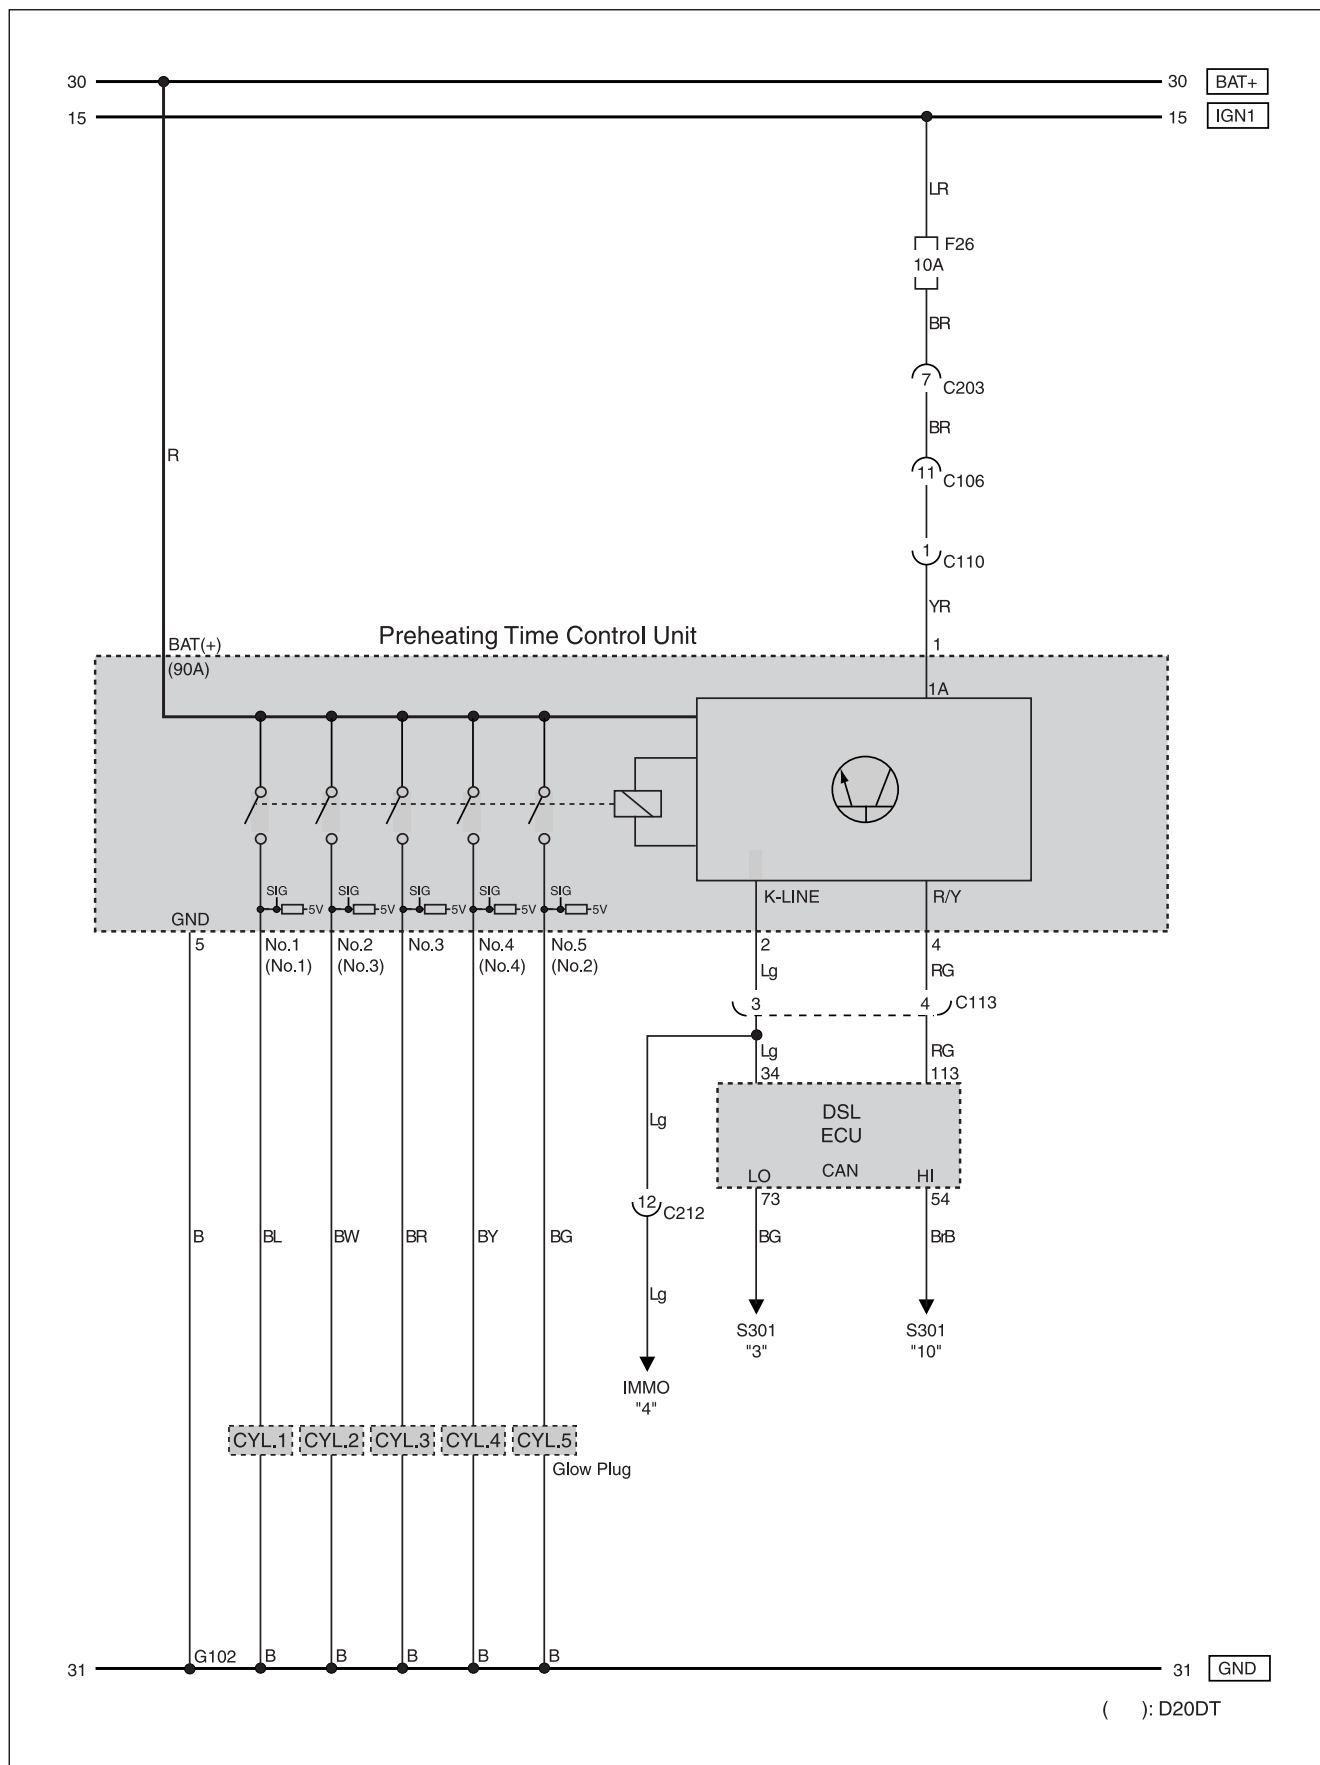 30 30 BAT+
15 15 IGN1
LR
F26
10A
BR
7 C203
BR
R
11 C106
1 C110
YR
Preheating Time Control Unit
BAT(+) 1
(90A)
1A
SIG SIG SIG SIG SIG
5V 5V 5V 5V 5V
K-LINE R/Y
GND
5 No.1 No.2 No.3 No.4 No.5 2 4
(No.1) (No.3) (No.4) (No.2) Lg RG
3 4 C113
Lg RG
34 113
DSL
ECU
Lg
CAN
LO HI
12 C212 73 54
B BL BW BR BY BG BG BrB
Lg
S301 S301
"3" "10"
IMMO
"4"
CYL.1 CYL.2 CYL.3 CYL.4 CYL.5
Glow Plug
G102 B B B B B
31 31 GND
( ): D20DT